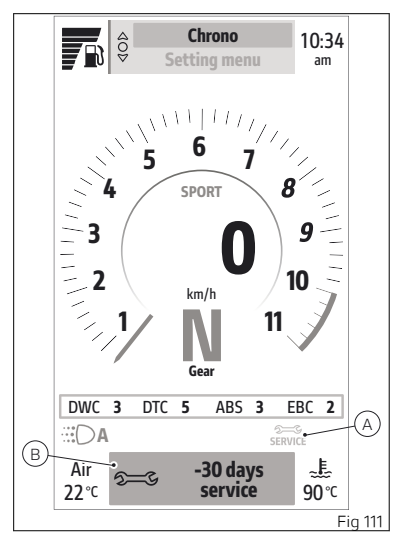 Chrono
Setting menu
10:34
am
1
2
3
4
5
6
7
8
9
10
11
SPORT
0
km/h
N
Gear
DWC 3 DTC 5 ABS 3 EBC 2
A
SERVICE
A
B
Air
22 °C
-30 days
service
90 °C
Fig 111